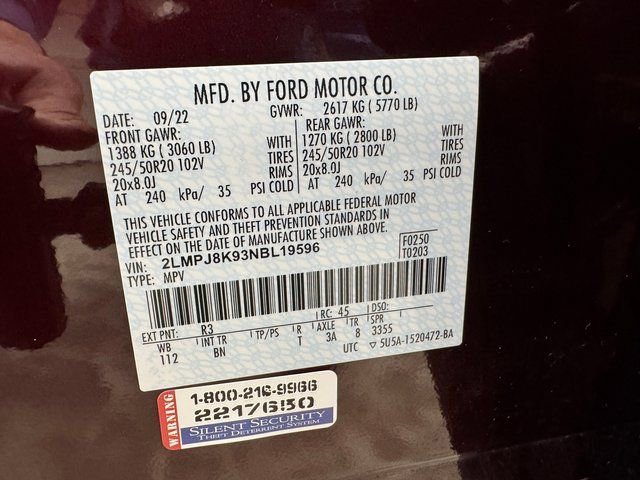 MFD. BY FORD MOTOR CO.
DATE: 09/22 GVWR: 2617 KG ( 5770 LB)
FRONT GAWR: REAR GAWR:
1388 KG ( 3060 LB) WITH 1270 KG ( 2800 LB) WITH
245/50R20 102V TIRES 245/50R20 102V TIRES
20x8.0J RIMS 20x8.0J RIMS
AT 240 kPa/ 35 PSI COLD AT 240 kPa/ 35 PSI COLD
THIS VEHICLE CONFORMS TO ALL APPLICABLE FEDERAL MOTOR
VEHICLE SAFETY AND THEFT PREVENTION STANDARDS IN
EFFECT ON THE DATE OF MANUFACTURE SHOWN ABOVE.
VIN: 2LMPJ8K93NBL19596 F0250
TYPE: MPV T0203
EXT PNT: R3 RC: 45 DSO:
WB INT TR TP/PS R AXLE TR SPR
112 BN T 3A 8 3355
UTC ▽ 5U5A-1520472-BA
WARNING
1-800-216-9966
2217650
SILENT SECURITY
THEFT DETERRENT SYSTEM